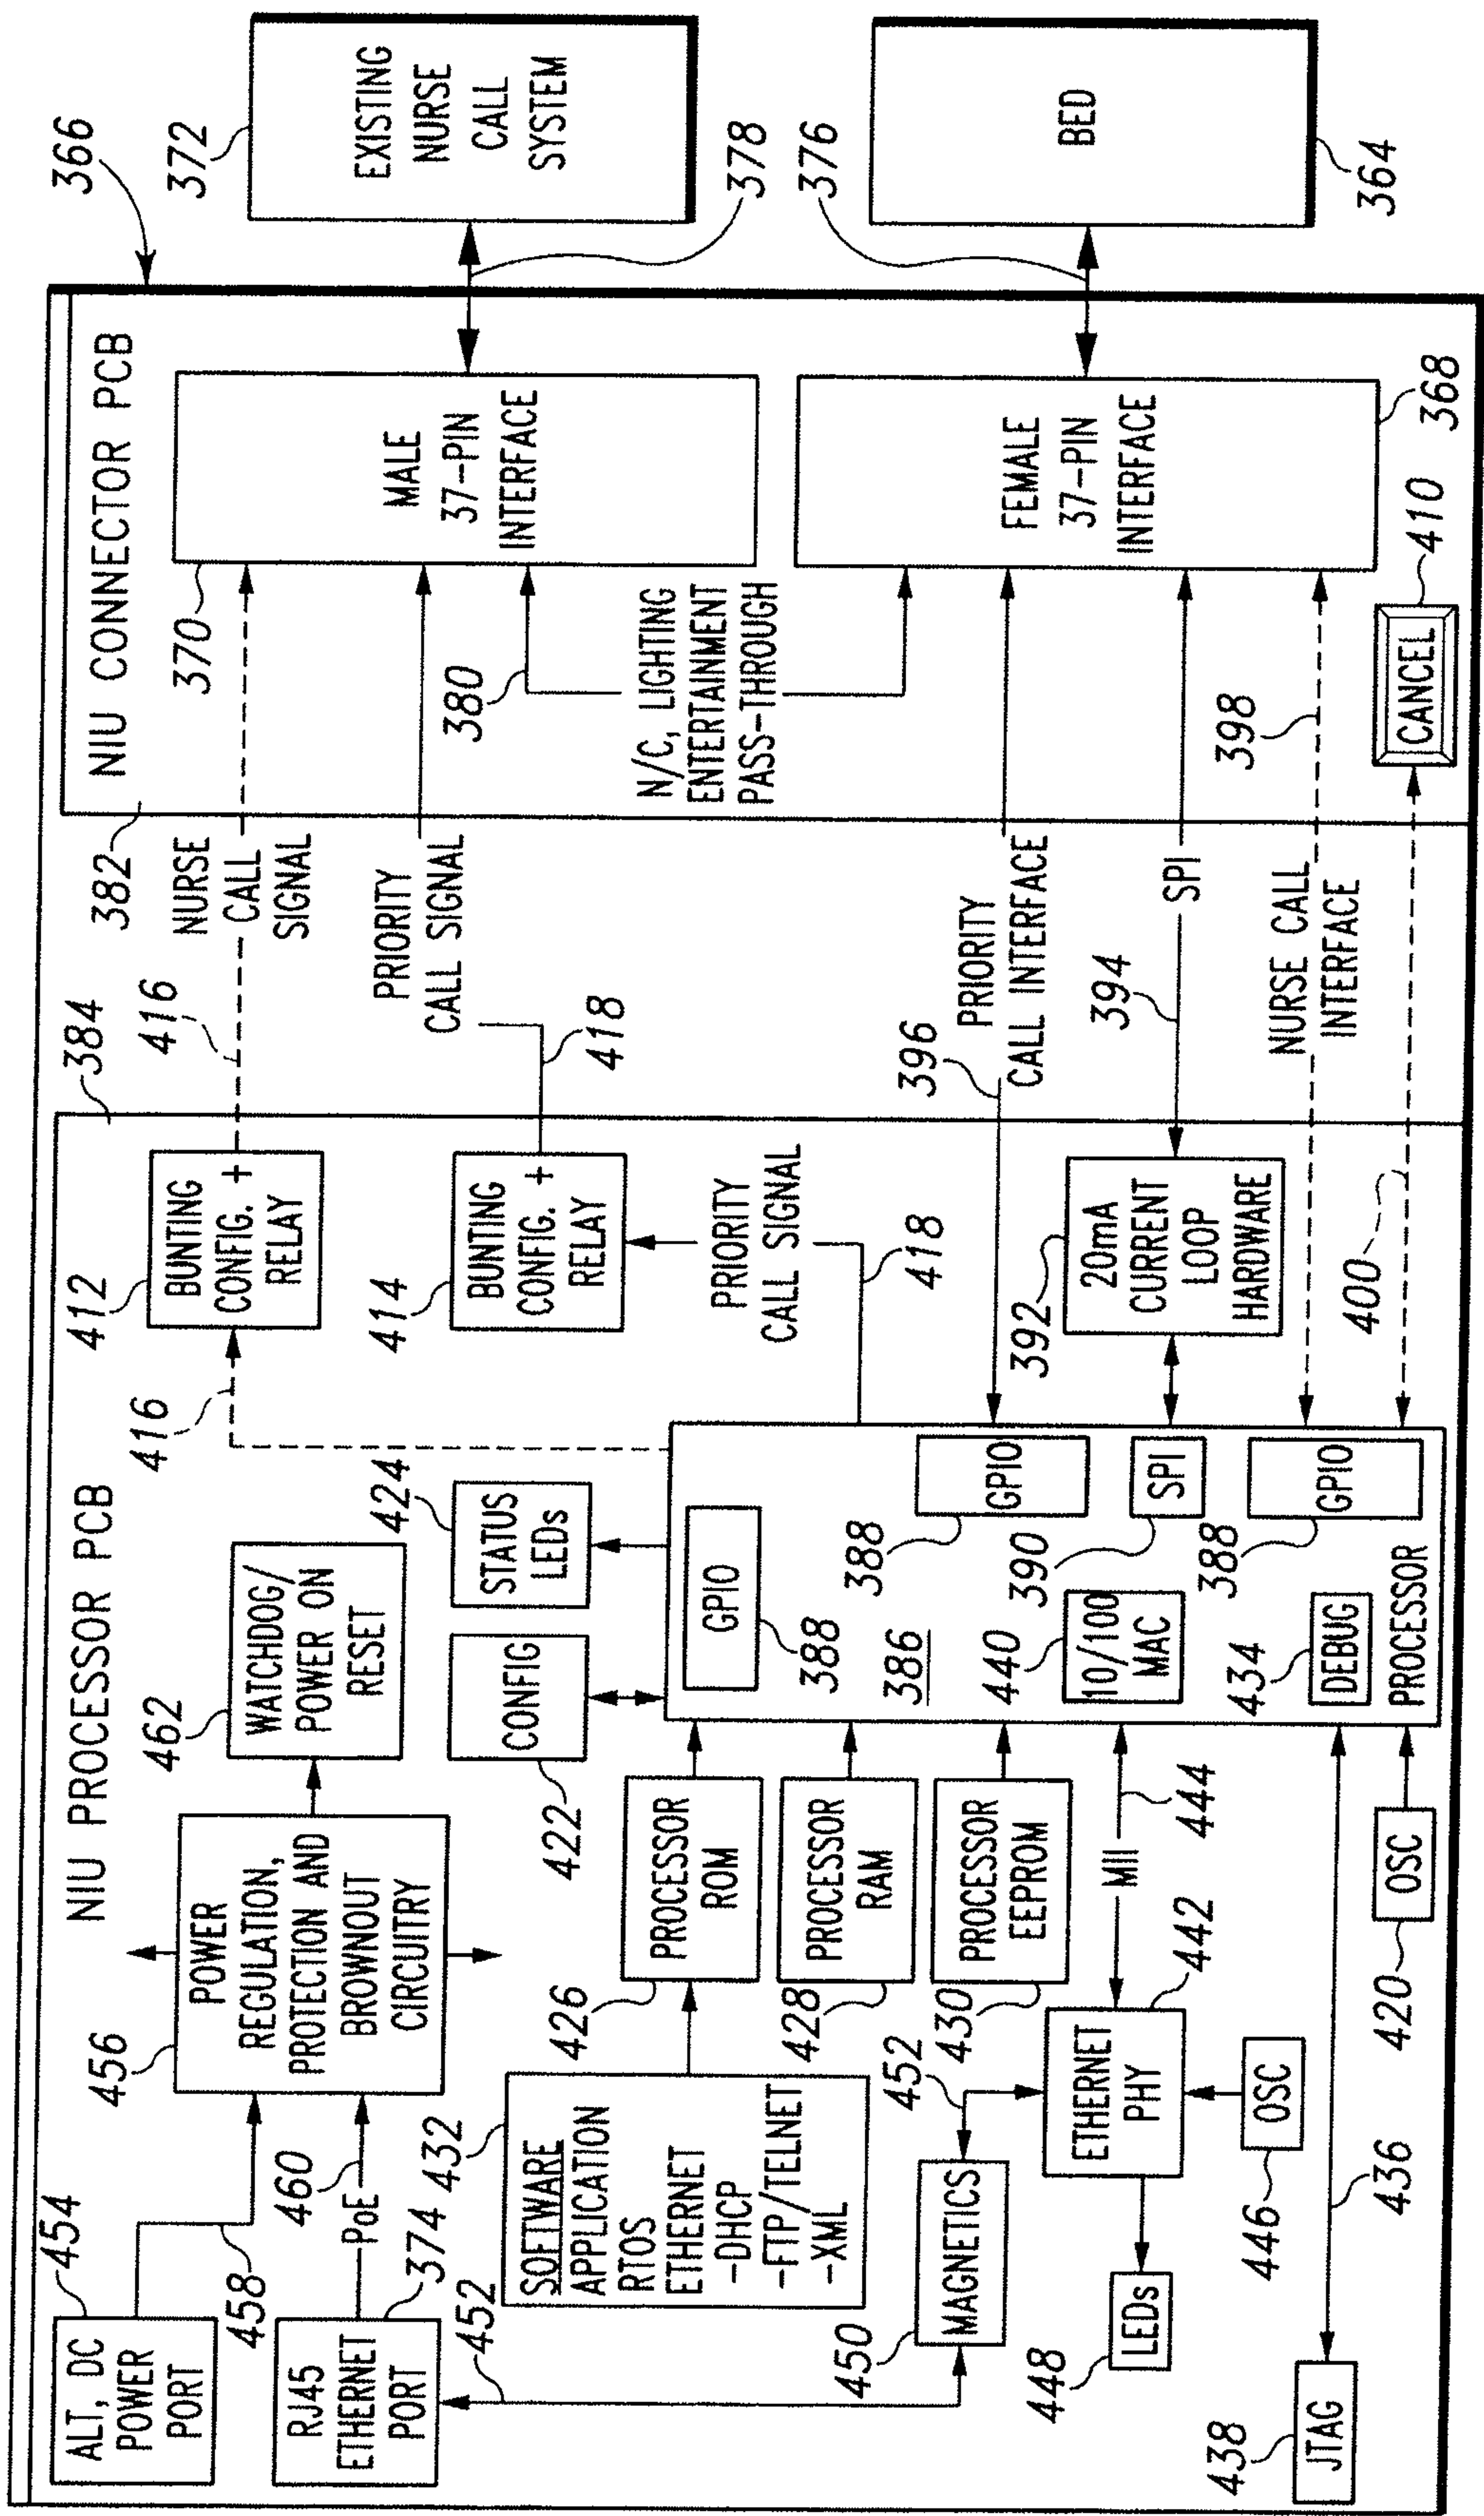 NIU PROCESSOR PCB
384
382
NIU CONNECTOR PCB
366
372
EXISTING
NURSE
CALL
SYSTEM
378
376
BED
364
370
MALE
37-PIN
INTERFACE
380
N/C, LIGHTING
ENTERTAINMENT
PASS-THROUGH
FEMALE
37-PIN
INTERFACE
368
398
CANCEL
410
NURSE
CALL
SIGNAL
416
PRIORITY
CALL SIGNAL
418
396
PRIORITY
CALL INTERFACE
394
SPI
NURSE CALL
INTERFACE
400
412
BUNTING
CONFIG. +
RELAY
416
414
BUNTING
CONFIG. +
RELAY
PRIORITY
CALL SIGNAL
418
392
20mA
CURRENT
LOOP
HARDWARE
454
ALT, DC
POWER
PORT
458
RJ45
ETHERNET
PORT
374
PoE
460
452
456
POWER
REGULATION,
PROTECTION AND
BROWNOUT
CIRCUITRY
462
WATCHDOG/
POWER ON
RESET
424
STATUS
LEDs
CONFIG
422
432
SOFTWARE
APPLICATION
RTOS
ETHERNET
-DHCP
-FTP/TELNET
-XML
426
PROCESSOR
ROM
428
PROCESSOR
RAM
430
PROCESSOR
EEPROM
GPIO
388
386
388
GPIO
390
SPI
388
GPIO
440
10/100
MAC
434
DEBUG
PROCESSOR
444
MII
442
ETHERNET
PHY
452
450
MAGNETICS
448
LEDs
446
OSC
420
OSC
436
438
JTAG